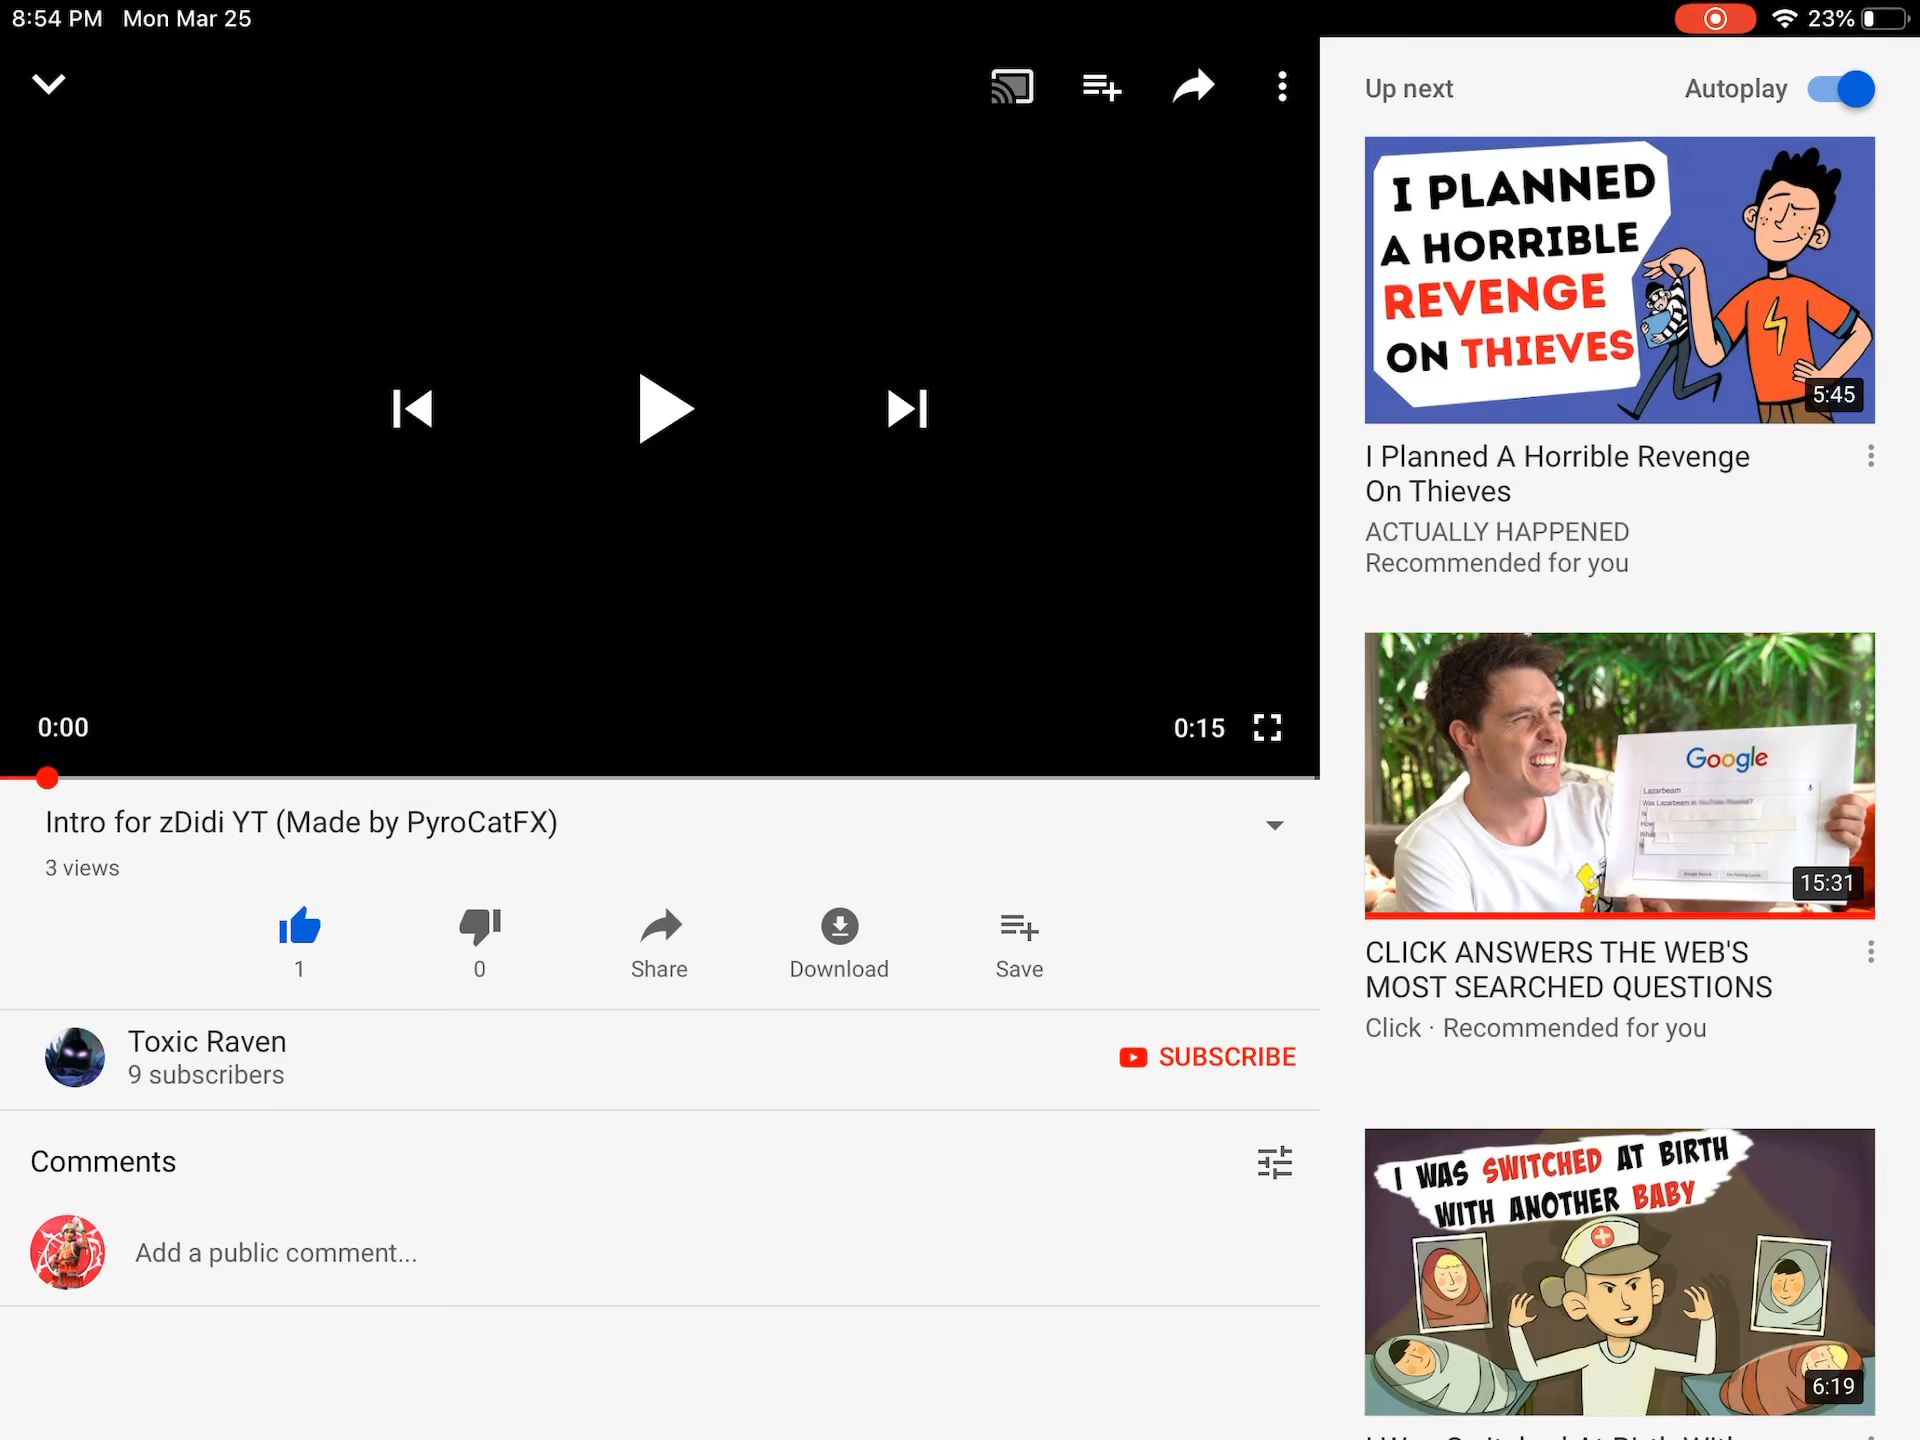 8:54 PM Mon Mar 25
23%
Up next
Autoplay
I PLANNED
A HORRIBLE
REVENGE
ON THIEVES
5:45
I Planned A Horrible Revenge
On Thieves
ACTUALLY HAPPENED
Recommended for you
0:00
0:15
Intro for zDidi YT (Made by PyroCatFX)
3 views
1
0
Share
Download
Save
Toxic Raven
9 subscribers
SUBSCRIBE
Comments
Add a public comment...
Google
Lazarbeam
Was Lazarbeam in
15:31
CLICK ANSWERS THE WEB'S
MOST SEARCHED QUESTIONS
Click · Recommended for you
I WAS SWITCHED AT BIRTH
WITH ANOTHER BABY
6:19